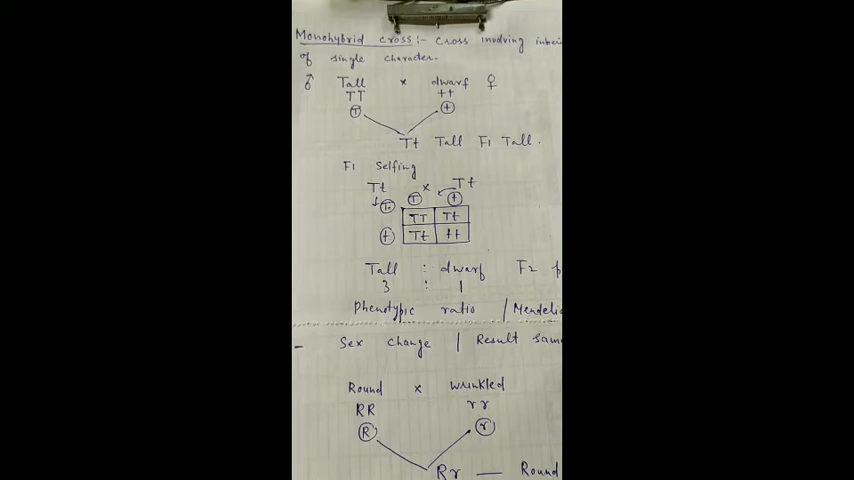 Monohybrid cross:- Cross involving
of single character.
♂ Tall × dwarf ♀
TT tt
T t
Tt Tall F1 Tall.
F1 Selfing
Tt × Tt
T T t
TT Tt
t Tt tt
Tall : dwarf F2
3 : 1
Phenotypic ratio /
- Sex change / Result same
Round × wrinkled
RR rr
R r
Rr — Round